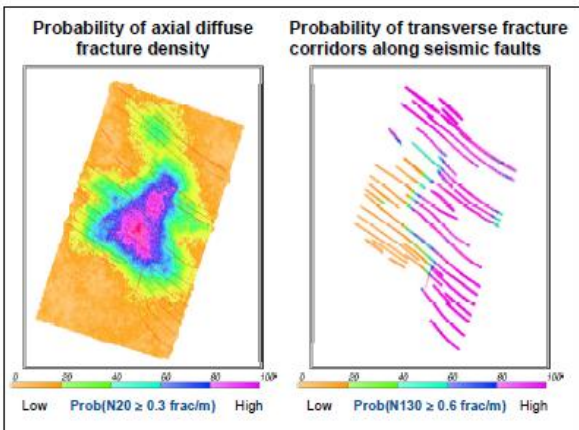 Probability of axial diffuse
fracture density
Probability of transverse fracture
corridors along seismic faults
0 20 40 60 80 100
Low Prob(N20 ≥ 0.3 frac/m) High
0 20 40 60 80 100
Low Prob(N130 ≥ 0.6 frac/m) High